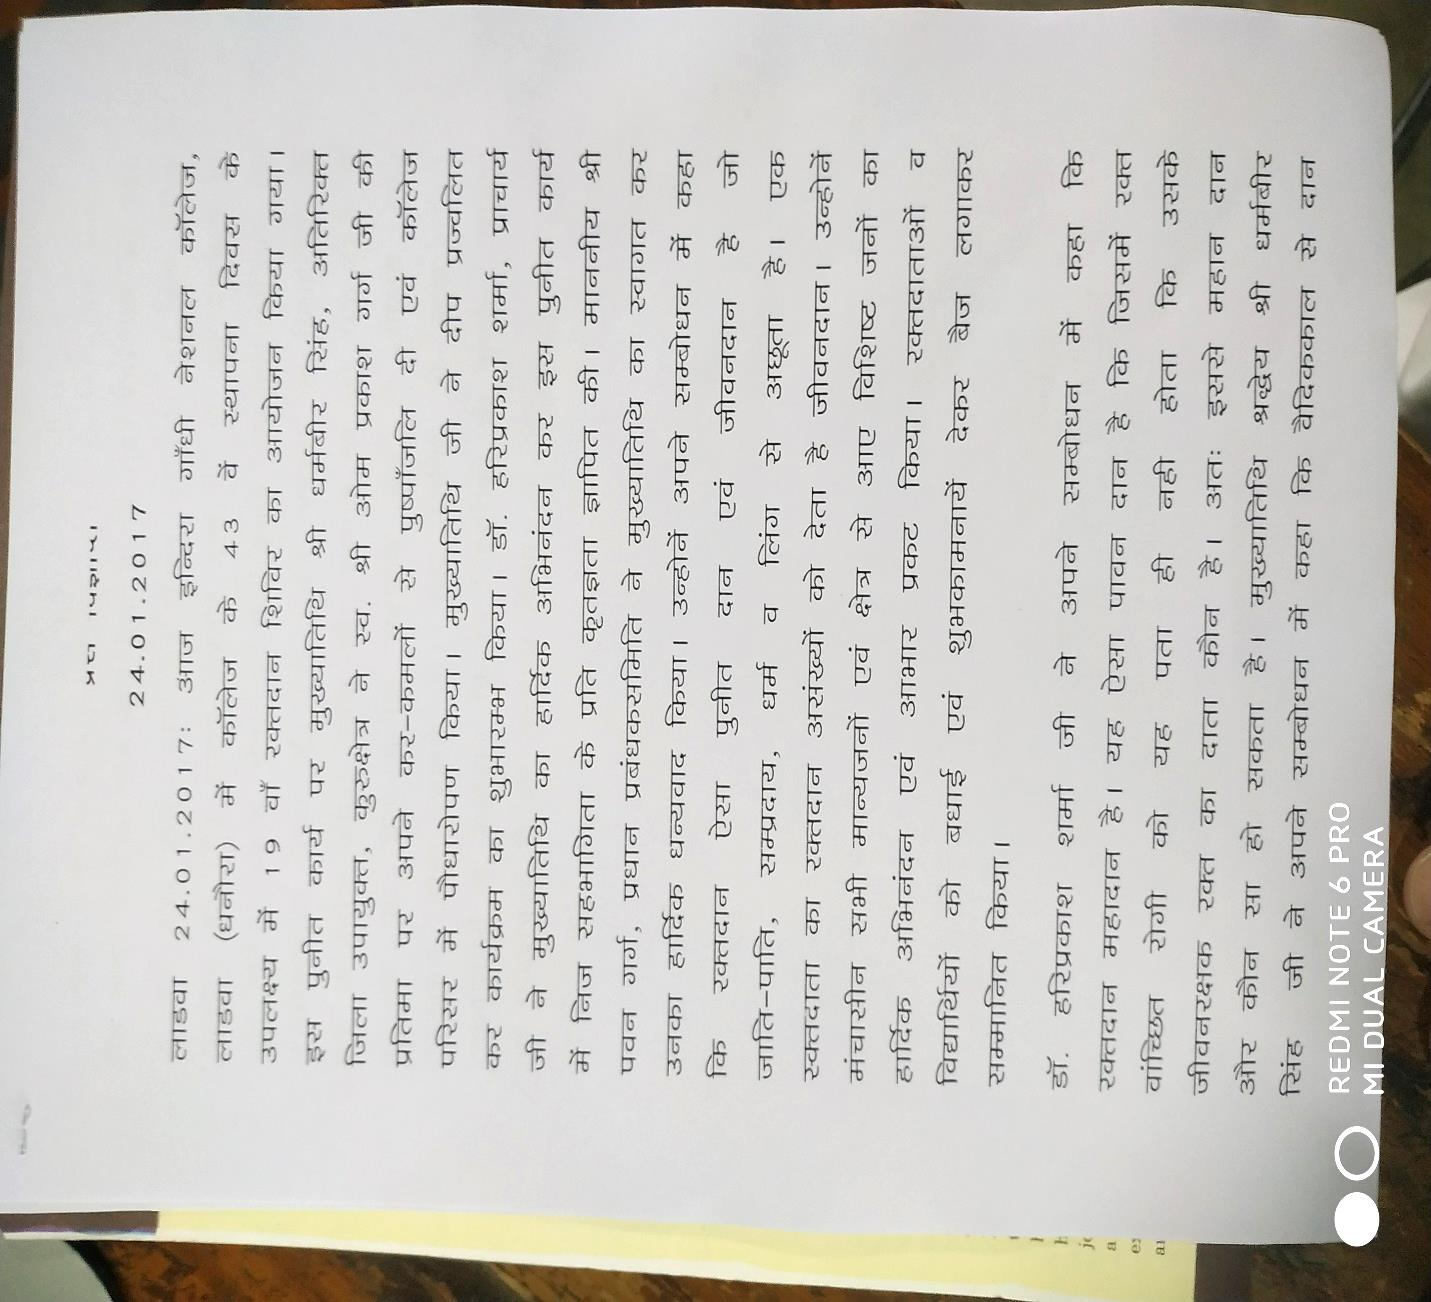 प्रेस विज्ञप्ति
24.01.2017
लाडवा 24.01.2017: आज इन्दिरा गाँधी नेशनल कॉलेज,
लाडवा (धनौरा) में कॉलेज के 43 वें स्थापना दिवस के
उपलक्ष्य में 19 वाँ रक्तदान शिविर का आयोजन किया गया।
इस पुनीत कार्य पर मुख्यातिथि श्री धर्मबीर सिंह, अतिरिक्त
जिला उपायुक्त, कुरुक्षेत्र ने स्व. श्री ओम प्रकाश गर्ग जी की
प्रतिमा पर अपने कर-कमलों से पुष्पाँजलि दी एवं कॉलेज
परिसर में पोधारोपण किया। मुख्यातिथि जी ने दीप प्रज्वलित
कर कार्यक्रम का शुभारम्भ किया। डॉ. हरिप्रकाश शर्मा, प्राचार्य
जी ने मुख्यातिथि का हार्दिक अभिनंदन कर इस पुनीत कार्य
में निज सहभागिता के प्रति कृतज्ञता ज्ञापित की। माननीय श्री
पवन गर्ग, प्रधान प्रबंधकसमिति ने मुख्यातिथि का स्वागत कर
उनका हार्दिक धन्यवाद किया। उन्होनें अपने सम्बोधन में कहा
कि रक्तदान ऐसा पुनीत दान एवं जीवनदान है जो
जाति-पाति, सम्प्रदाय, धर्म व लिंग से अछूता है। एक
रक्तदाता का रक्तदान असंख्यों को देता है जीवनदान। उन्होनें
मंचासीन सभी मान्यजनों एवं क्षेत्र से आए विशिष्ट जनों का
हार्दिक अभिनंदन एवं आभार प्रकट किया। रक्तदाताओं व
विद्यार्थियों को बधाई एवं शुभकामनायें देकर बैज लगाकर
सम्मानित किया।
डॉ. हरिप्रकाश शर्मा जी ने अपने सम्बोधन में कहा कि
रक्तदान महादान है। यह ऐसा पावन दान है कि जिसमें रक्त
वांच्छित रोगी को यह पता ही नही होता कि उसके
जीवनरक्षक रक्त का दाता कौन है। अतः इससे महान दान
और कौन सा हो सकता है। मुख्यातिथि श्रद्धेय श्री धर्मबीर
सिंह जी ने अपने सम्बोधन में कहा कि वैदिककाल से दान
REDMI NOTE 6 PRO
MI DUAL CAMERA